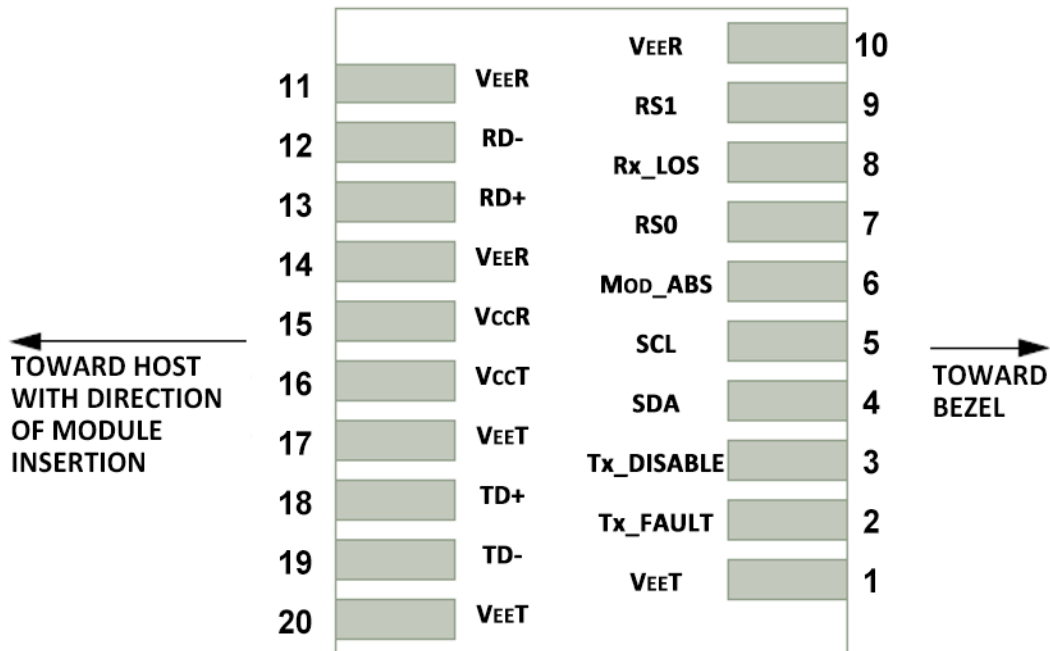 VEER 10
11 VEER
RS1 9
12 RD-
Rx_LOS 8
13 RD+
RS0 7
14 VEER
MOD_ABS 6
15 VCCR
SCL 5
16 VCCT
SDA 4
17 VEET
Tx_DISABLE 3
18 TD+
Tx_FAULT 2
19 TD-
VEET 1
20 VEET
TOWARD HOST
WITH DIRECTION
OF MODULE
INSERTION
TOWARD
BEZEL